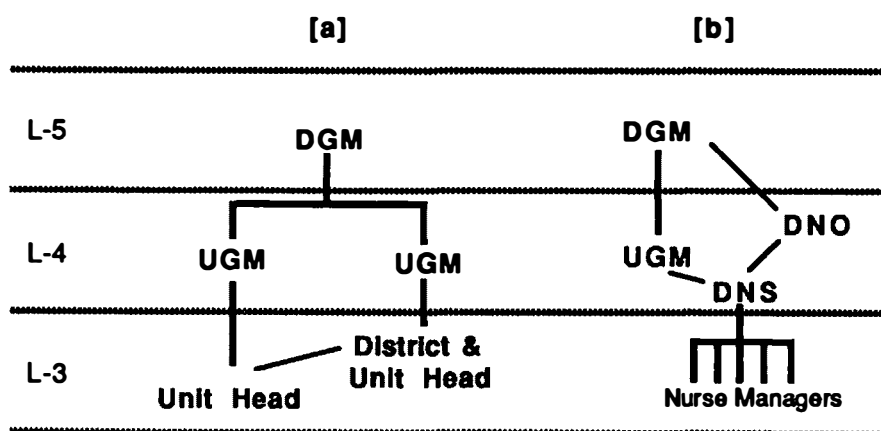 [a] [b]
L-5 DGM DGM
DNO
L-4 UGM UGM UGM
DNS
District &
L-3 Unit Head
Unit Head Nurse Managers